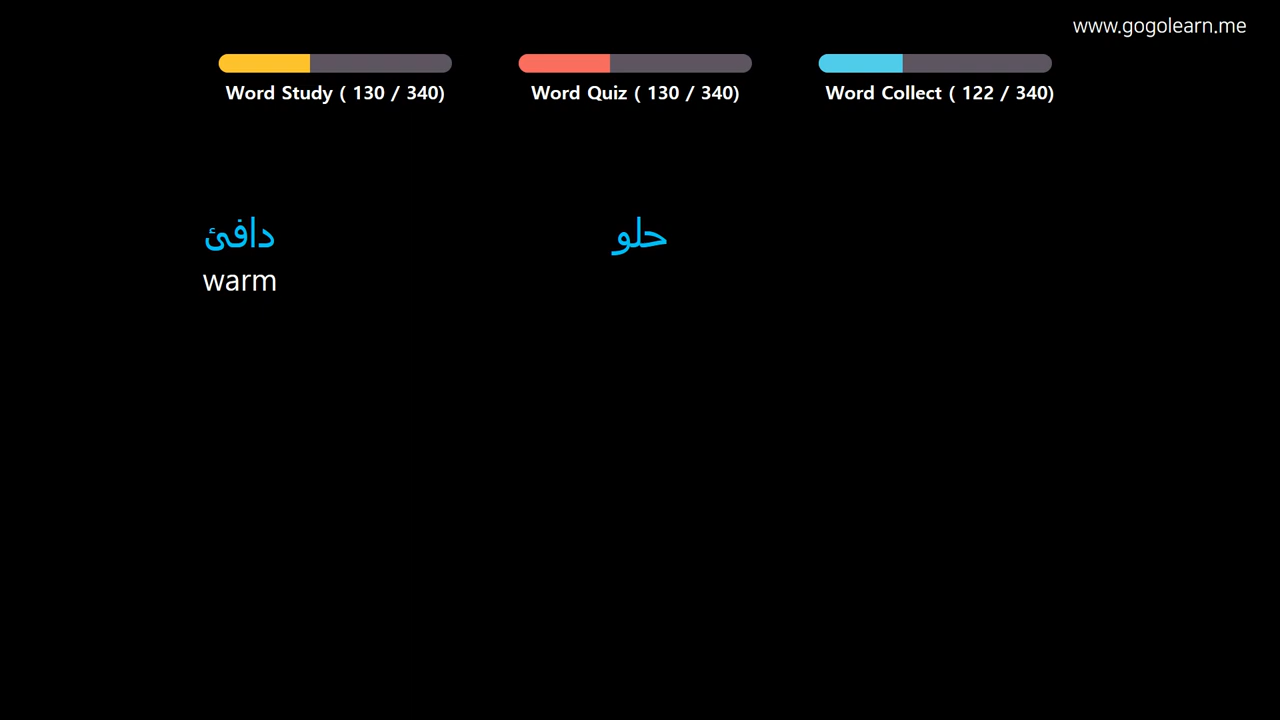 www.gogolearn.me
Word Study ( 130 / 340)
Word Quiz ( 130 / 340)
Word Collect ( 122 / 340)
دافئ
حلو
warm